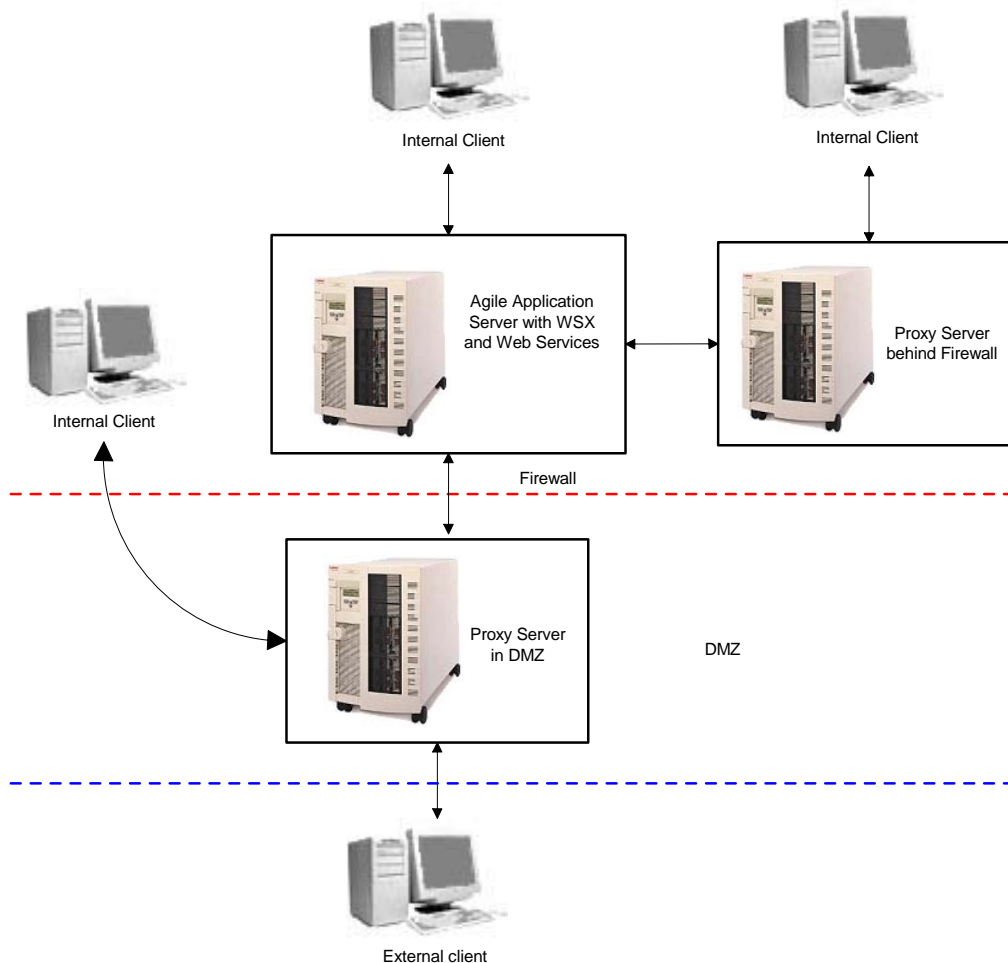 Internal Client
Internal Client
Agile Application
Server with WSX
and Web Services
Proxy Server
behind Firewall
Internal Client
Firewall
Proxy Server
in DMZ
DMZ
External client